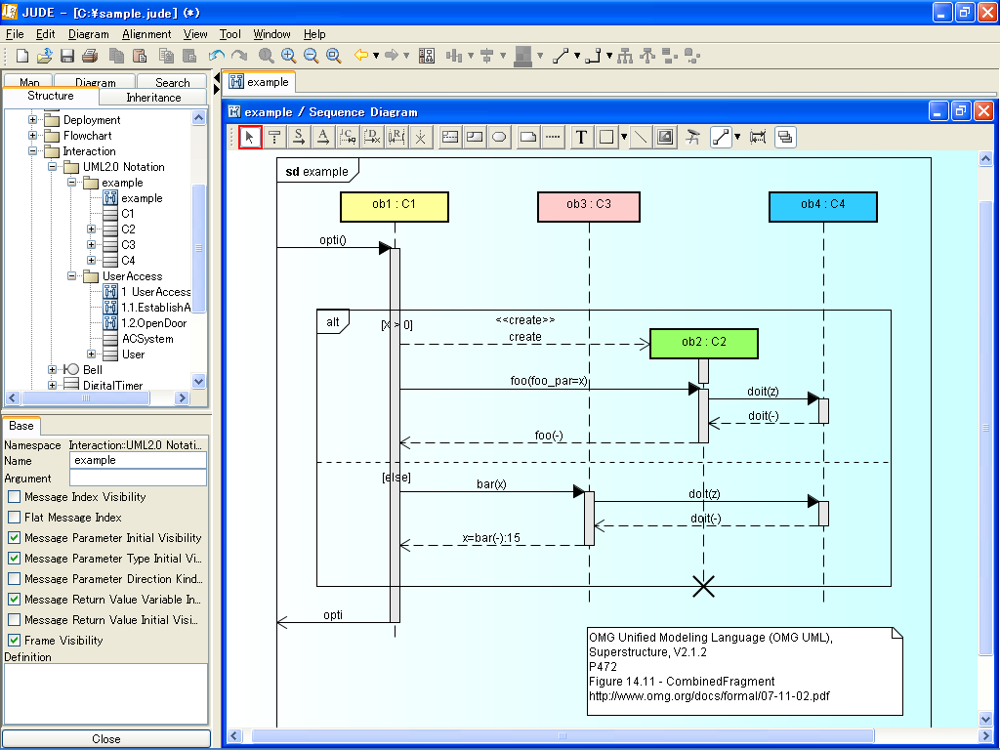 JUDE - [C:¥sample.jude] (*)
File Edit Diagram Alignment View Tool Window Help
Map Diagram Search
Structure Inheritance
Deployment
Flowchart
Interaction
UML2.0 Notation
example
example
C1
C2
C3
C4
UserAccess
1 UserAccess
1.1.EstablishA
1.2.OpenDoor
ACSystem
User
Bell
DigitalTimer
Base
Namespace Interaction::UML2.0 Notati...
Name example
Argument
Message Index Visibility
Flat Message Index
Message Parameter Initial Visibility
Message Parameter Type Initial Vi...
Message Parameter Direction Kind...
Message Return Value Variable In...
Message Return Value Initial Visi...
Frame Visibility
Definition
Close
example
example / Sequence Diagram
S A C D R T
sd example
ob1 : C1 ob3 : C3 ob4 : C4
opti()
alt [x > 0] <<create>>
create ob2 : C2
foo(foo_par=x) doit(z)
doit(-)
foo(-)
[else] bar(x) doit(z)
doit(-)
x=bar(-):15
opti
OMG Unified Modeling Language (OMG UML),
Superstructure, V2.1.2
P472
Figure 14.11 - CombinedFragment
http://www.omg.org/docs/formal/07-11-02.pdf